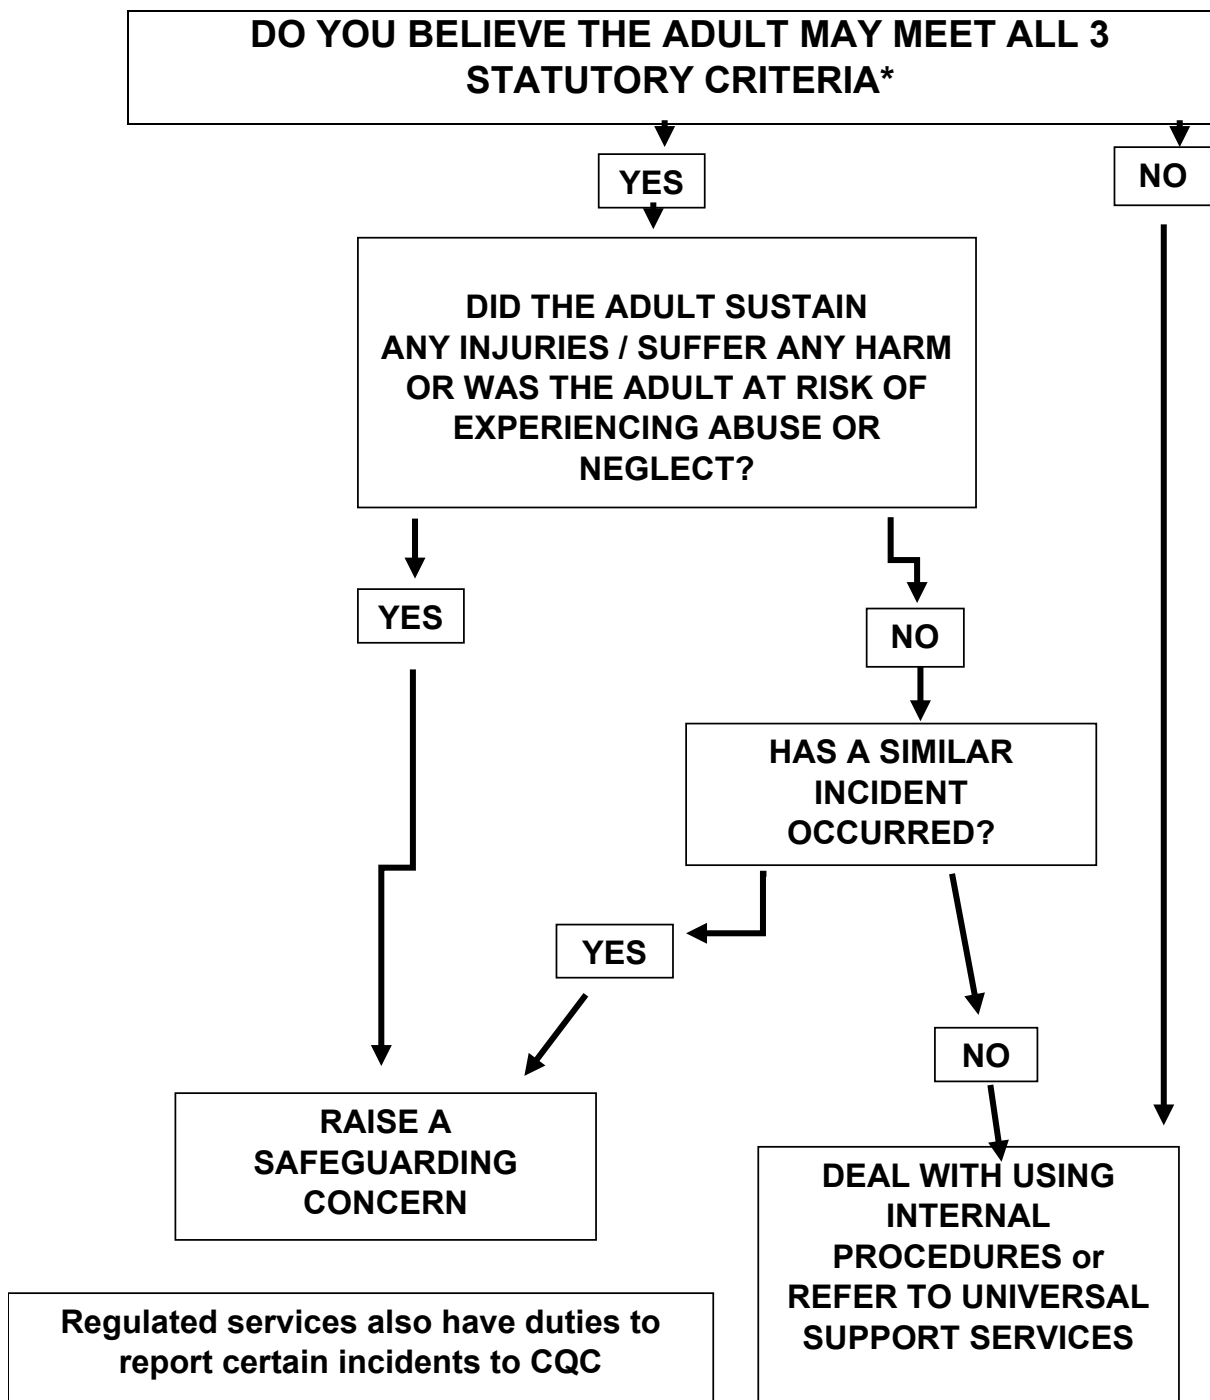 DO YOU BELIEVE THE ADULT MAY MEET ALL 3
STATUTORY CRITERIA*
YES
NO
DID THE ADULT SUSTAIN
ANY INJURIES / SUFFER ANY HARM
OR WAS THE ADULT AT RISK OF
EXPERIENCING ABUSE OR
NEGLECT?
YES
NO
HAS A SIMILAR
INCIDENT
OCCURRED?
YES
NO
RAISE A
SAFEGUARDING
CONCERN
DEAL WITH USING
INTERNAL
PROCEDURES or
REFER TO UNIVERSAL
SUPPORT SERVICES
Regulated services also have duties to
report certain incidents to CQC